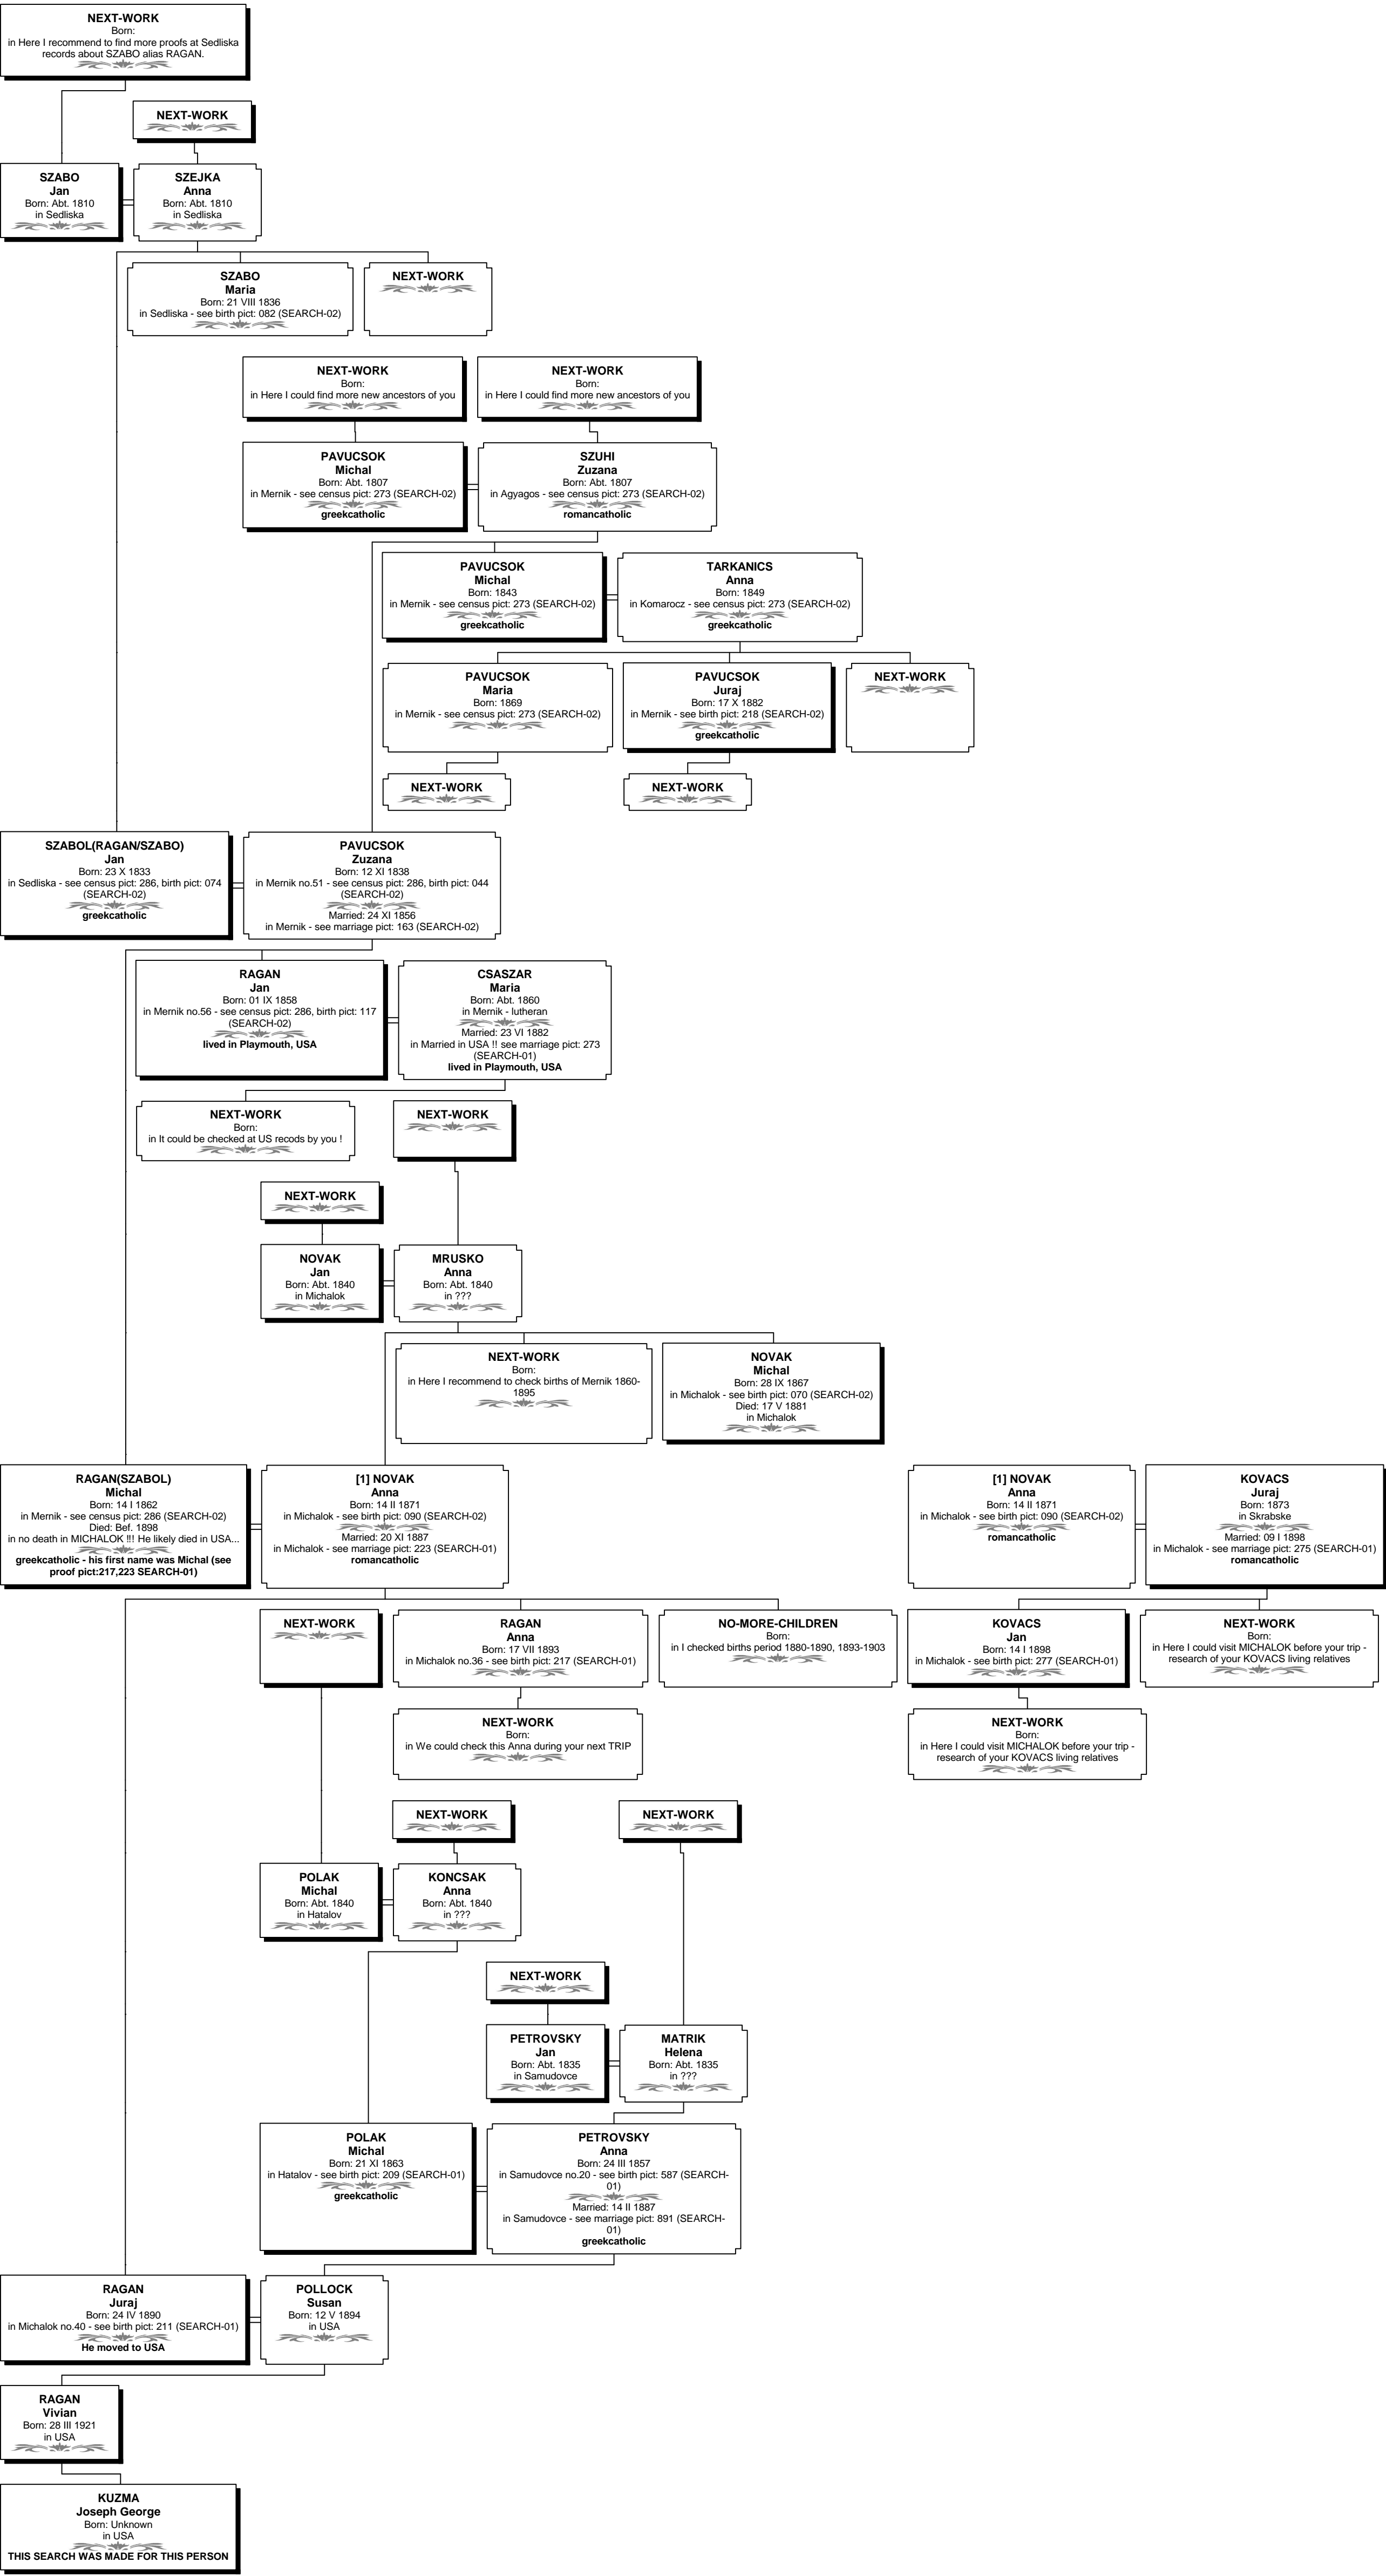 NEXT-WORK
Born:
in Here I recommend to find more proofs at Sedliska
records about SZABO alias RAGAN.
NEXT-WORK
SZABO
Jan
Born: Abt. 1810
in Sedliska
SZEJKA
Anna
Born: Abt. 1810
in Sedliska
SZABO
Maria
Born: 21 VIII 1836
in Sedliska - see birth pict: 082 (SEARCH-02)
NEXT-WORK
NEXT-WORK
Born:
in Here I could find more new ancestors of you
NEXT-WORK
Born:
in Here I could find more new ancestors of you
PAVUCSOK
Michal
Born: Abt. 1807
in Mernik - see census pict: 273 (SEARCH-02)
greekcatholic
SZUHI
Zuzana
Born: Abt. 1807
in Agyagos - see census pict: 273 (SEARCH-02)
romancatholic
PAVUCSOK
Michal
Born: 1843
in Mernik - see census pict: 273 (SEARCH-02)
greekcatholic
TARKANICS
Anna
Born: 1849
in Komarocz - see census pict: 273 (SEARCH-02)
greekcatholic
PAVUCSOK
Maria
Born: 1869
in Mernik - see census pict: 273 (SEARCH-02)
PAVUCSOK
Juraj
Born: 17 X 1882
in Mernik - see birth pict: 218 (SEARCH-02)
greekcatholic
NEXT-WORK
NEXT-WORK
NEXT-WORK
SZABOL(RAGAN/SZABO)
Jan
Born: 23 X 1833
in Sedliska - see census pict: 286, birth pict: 074
(SEARCH-02)
greekcatholic
PAVUCSOK
Zuzana
Born: 12 XI 1838
in Mernik no.51 - see census pict: 286, birth pict: 044
(SEARCH-02)
Married: 24 XI 1856
in Mernik - see marriage pict: 163 (SEARCH-02)
RAGAN
Jan
Born: 01 IX 1858
in Mernik no.56 - see census pict: 286, birth pict: 117
(SEARCH-02)
lived in Playmouth, USA
CSASZAR
Maria
Born: Abt. 1860
in Mernik - lutheran
Married: 23 VI 1882
in Married in USA !! see marriage pict: 273
(SEARCH-01)
lived in Playmouth, USA
NEXT-WORK
Born:
in It could be checked at US recods by you !
NEXT-WORK
NEXT-WORK
NOVAK
Jan
Born: Abt. 1840
in Michalok
MRUSKO
Anna
Born: Abt. 1840
in ???
NEXT-WORK
Born:
in Here I recommend to check births of Mernik 1860-
1895
NOVAK
Michal
Born: 28 IX 1867
in Michalok - see birth pict: 070 (SEARCH-02)
Died: 17 V 1881
in Michalok
RAGAN(SZABOL)
Michal
Born: 14 I 1862
in Mernik - see census pict: 286 (SEARCH-02)
Died: Bef. 1898
in no death in MICHALOK !!! He likely died in USA...
greekcatholic - his first name was Michal (see
proof pict:217,223 SEARCH-01)
[1] NOVAK
Anna
Born: 14 II 1871
in Michalok - see birth pict: 090 (SEARCH-02)
Married: 20 XI 1887
in Michalok - see marriage pict: 223 (SEARCH-01)
romancatholic
[1] NOVAK
Anna
Born: 14 II 1871
in Michalok - see birth pict: 090 (SEARCH-02)
romancatholic
KOVACS
Juraj
Born: 1873
in Skrabske
Married: 09 I 1898
in Michalok - see marriage pict: 275 (SEARCH-01)
romancatholic
NEXT-WORK
RAGAN
Anna
Born: 17 VII 1893
in Michalok no.36 - see birth pict: 217 (SEARCH-01)
NO-MORE-CHILDREN
Born:
in I checked births period 1880-1890, 1893-1903
KOVACS
Jan
Born: 14 I 1898
in Michalok - see birth pict: 277 (SEARCH-01)
NEXT-WORK
Born:
in Here I could visit MICHALOK before your trip -
research of your KOVACS living relatives
NEXT-WORK
Born:
in We could check this Anna during your next TRIP
NEXT-WORK
Born:
in Here I could visit MICHALOK before your trip -
research of your KOVACS living relatives
NEXT-WORK
NEXT-WORK
POLAK
Michal
Born: Abt. 1840
in Hatalov
KONCSAK
Anna
Born: Abt. 1840
in ???
NEXT-WORK
PETROVSKY
Jan
Born: Abt. 1835
in Samudovce
MATRIK
Helena
Born: Abt. 1835
in ???
POLAK
Michal
Born: 21 XI 1863
in Hatalov - see birth pict: 209 (SEARCH-01)
greekcatholic
PETROVSKY
Anna
Born: 24 III 1857
in Samudovce no.20 - see birth pict: 587 (SEARCH-
01)
Married: 14 II 1887
in Samudovce - see marriage pict: 891 (SEARCH-
01)
greekcatholic
RAGAN
Juraj
Born: 24 IV 1890
in Michalok no.40 - see birth pict: 211 (SEARCH-01)
He moved to USA
POLLOCK
Susan
Born: 12 V 1894
in USA
RAGAN
Vivian
Born: 28 III 1921
in USA
KUZMA
Joseph George
Born: Unknown
in USA
THIS SEARCH WAS MADE FOR THIS PERSON